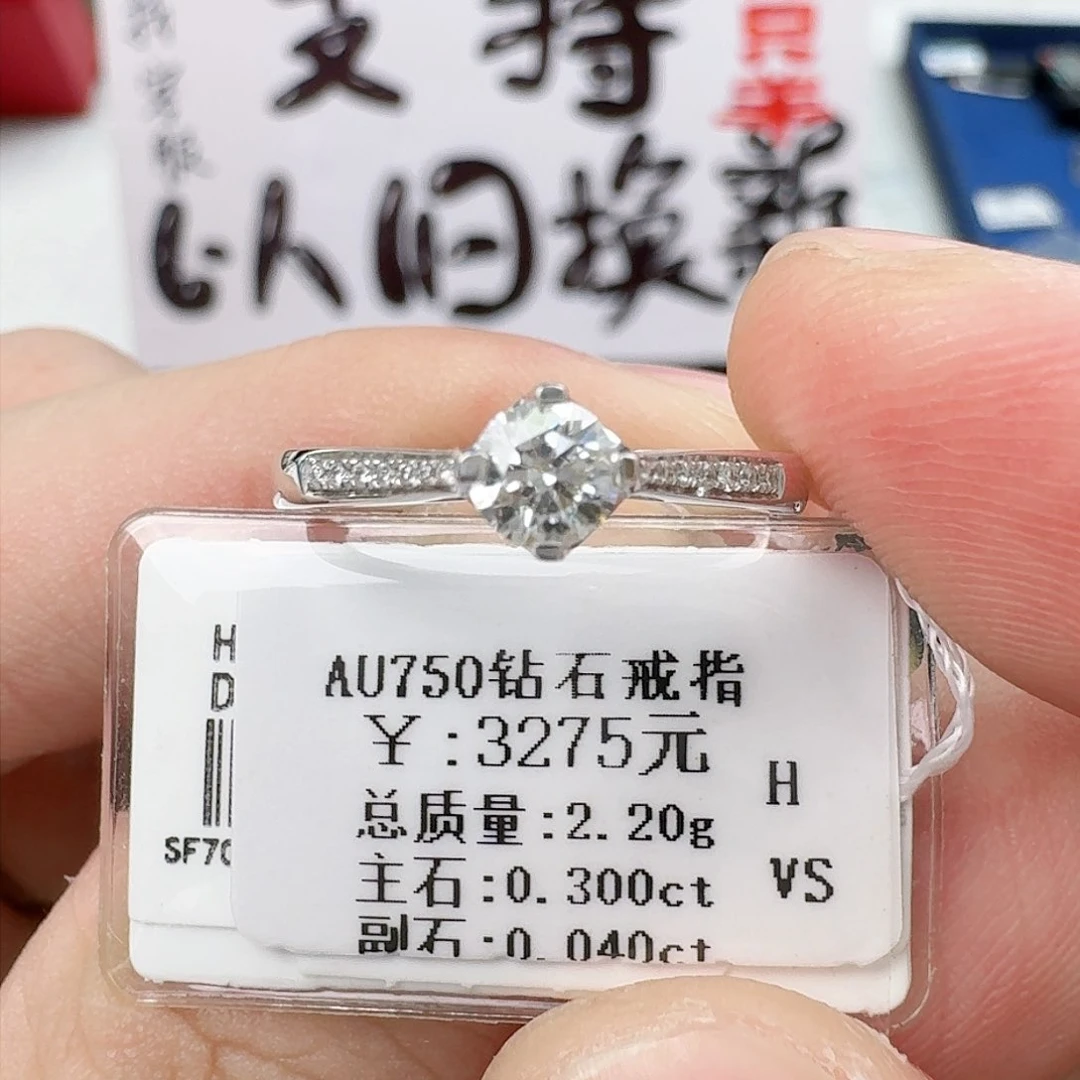 支持
以旧换新
AU750钻石戒指
￥:3275元
总质量:2.20g
H
主石:0.300ct
VS
副石:0.040ct
H
D
SF70